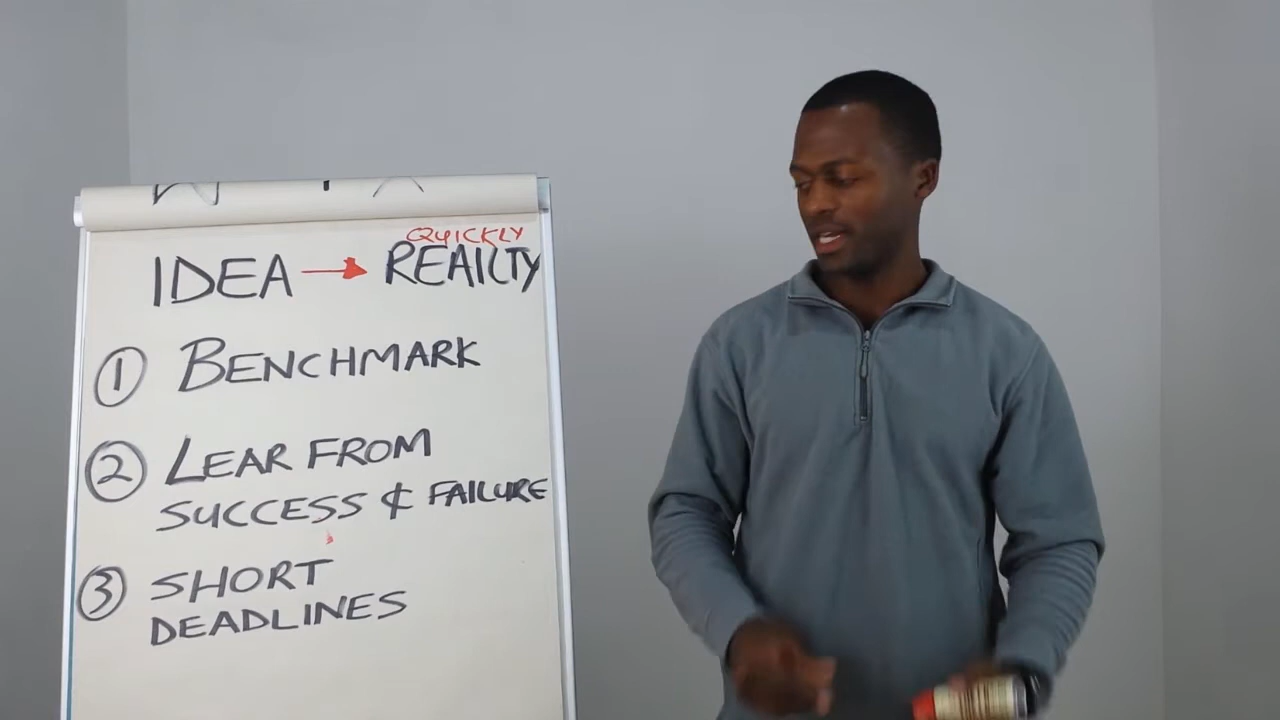 QUICKLY
IDEA → REAILTY
① BENCHMARK
② LEAR FROM
SUCCESS & FAILURE
③ SHORT
DEADLINES